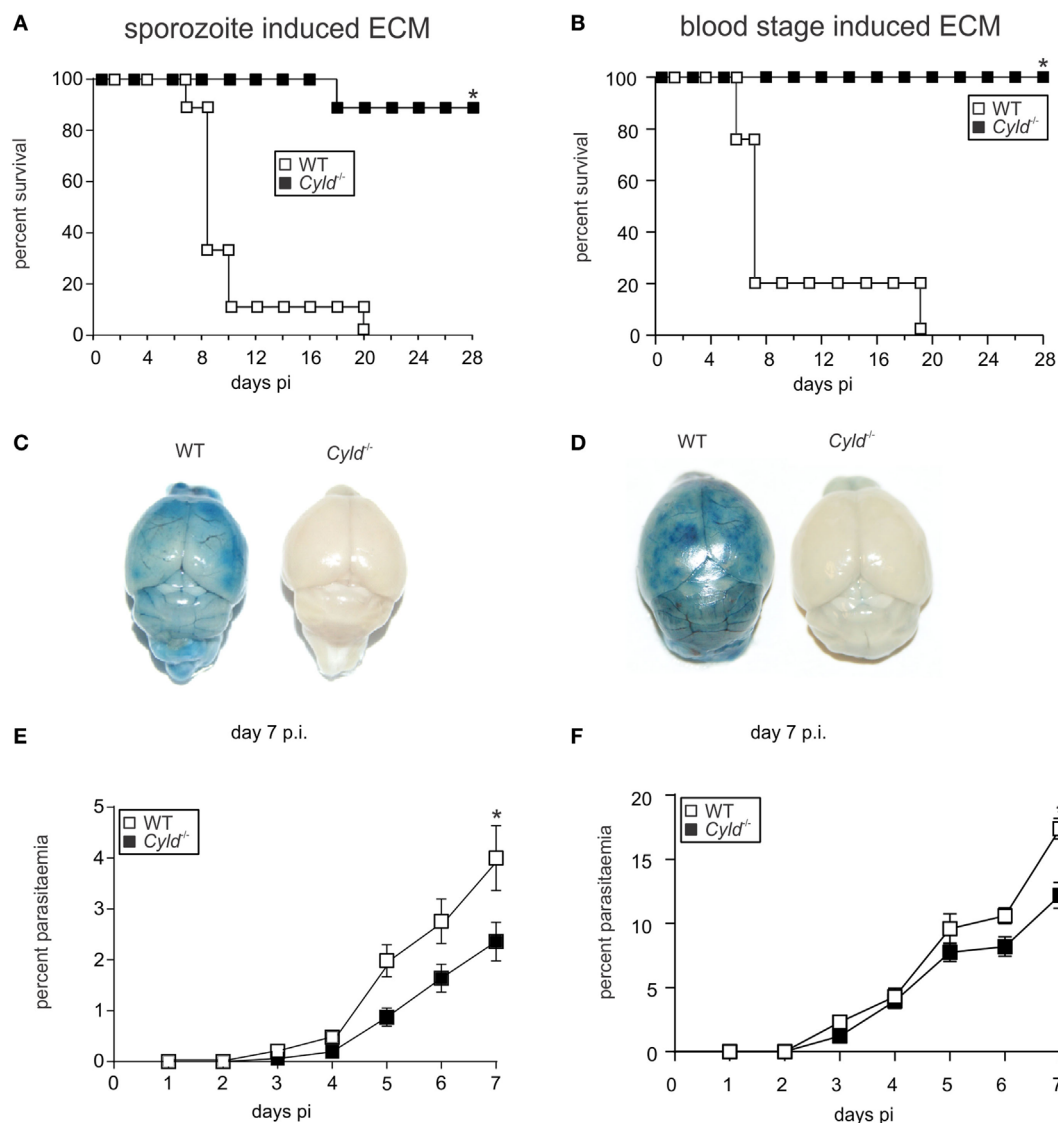 A
sporozoite induced ECM
100
80
60
40
20
0
percent survival
WT
Cyld-/-
*
0 4 8 12 16 20 24 28
days pi
B
blood stage induced ECM
100
80
60
40
20
0
percent survival
*
WT
Cyld-/-
0 4 8 12 16 20 24 28
days pi
C
WT Cyld-/-
D
WT Cyld-/-
day 7 p.i.
day 7 p.i.
E
5
4
3
2
1
0
percent parasitaemia
WT
Cyld-/-
*
0 1 2 3 4 5 6 7
days pi
F
20
15
10
5
0
percent parasitaemia
WT
Cyld-/-
0 1 2 3 4 5 6 7
days pi